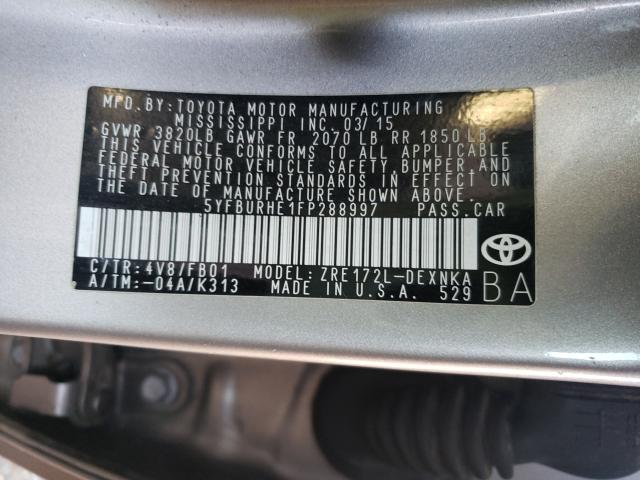 MFD. BY: TOYOTA MOTOR MANUFACTURING
MISSISSIPPI, INC. 03/15
GVWR 3820LB GAWR FR 2070 LB RR 1850 LB
THIS VEHICLE CONFORMS TO ALL APPLICABLE
FEDERAL MOTOR VEHICLE SAFETY, BUMPER AND
THEFT PREVENTION STANDARDS IN EFFECT ON
THE DATE OF MANUFACTURE SHOWN ABOVE.
5YFBURHE1FP288997 PASS.CAR
C/TR: 4V8/FB01 MODEL: ZRE172L-DEXNKA
A/TM: -04A/K313 MADE IN U.S.A. 529
BA